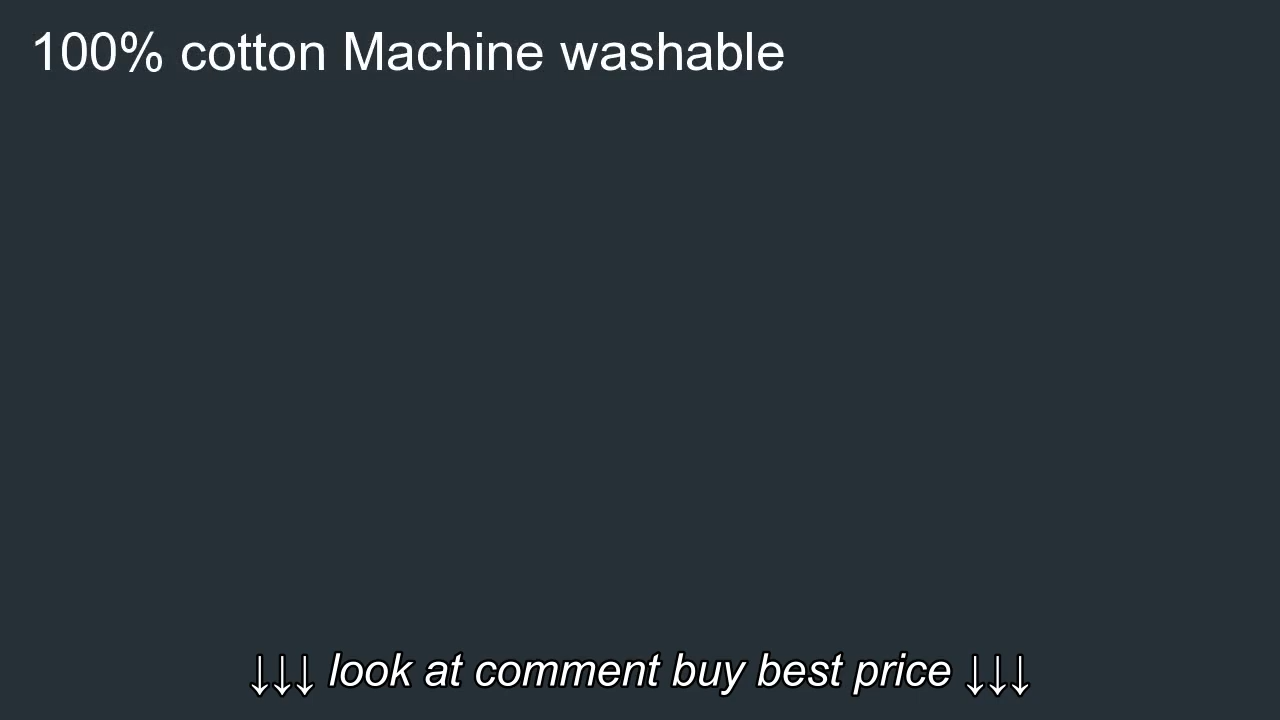 100% cotton Machine washable
↓↓↓ look at comment buy best price ↓↓↓